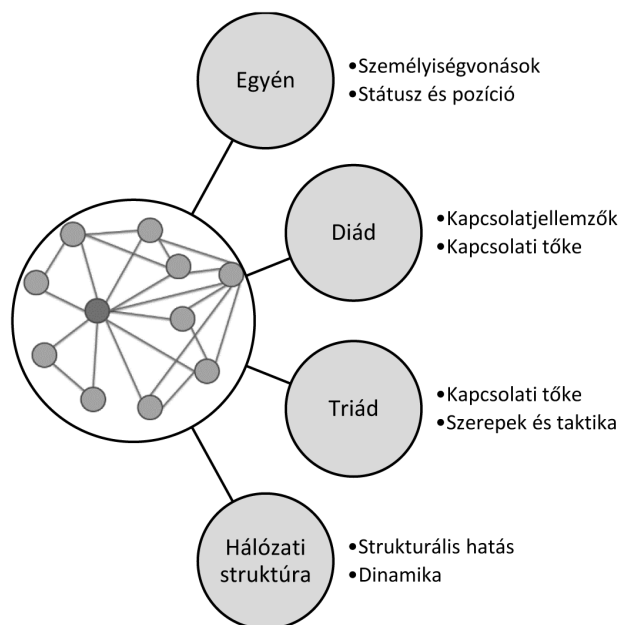 Egyén
•Személyiségvonások
•Státusz és pozíció
Diád
•Kapcsolatjellemzők
•Kapcsolati tőke
Triád
•Kapcsolati tőke
•Szerepek és taktika
Hálózati
struktúra
•Strukturális hatás
•Dinamika